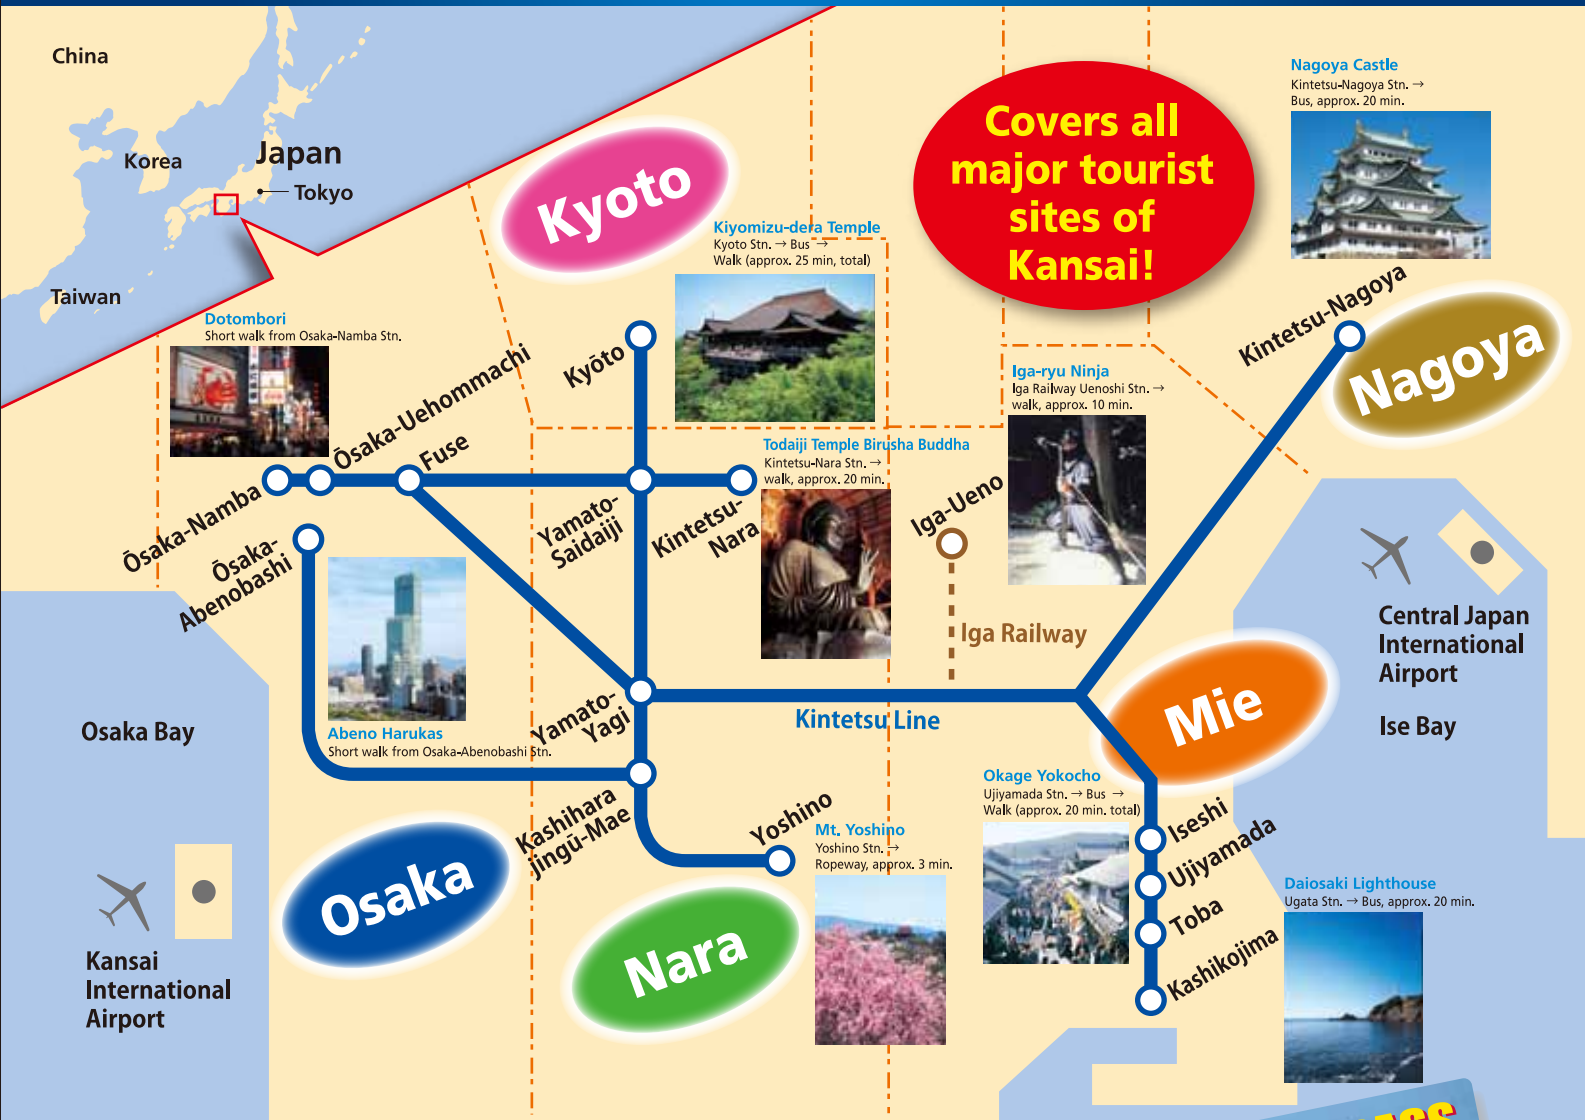 China
Korea
Japan
Tokyo
Taiwan
Kyoto
Covers all
major tourist
sites of
Kansai!
Nagoya Castle
Kintetsu-Nagoya Stn. →
Bus, approx. 20 min.
Kiyomizu-dera Temple
Kyoto Stn. → Bus →
Walk (approx. 25 min, total)
Dotombori
Short walk from Osaka-Namba Stn.
Kintetsu-Nagoya
Nagoya
Kyōto
Iga-ryu Ninja
Iga Railway Uenoshi Stn. →
walk, approx. 10 min.
Ōsaka-Uehommachi
Fuse
Todaiji Temple Birusha Buddha
Kintetsu-Nara Stn. →
walk, approx. 20 min.
Ōsaka-Namba
Ōsaka-
Abenobashi
Yamato-
Saidaiji
Kintetsu-
Nara
Iga-Ueno
Iga Railway
Central Japan
International
Airport
Ise Bay
Mie
Osaka Bay
Abeno Harukas
Short walk from Osaka-Abenobashi Stn.
Yamato-
Yagi
Kintetsu Line
Okage Yokocho
Ujiyamada Stn. → Bus →
Walk (approx. 20 min. total)
Kashihara
jingū-Mae
Yoshino
Mt. Yoshino
Yoshino Stn. →
Ropeway, approx. 3 min.
Iseshi
Ujiyamada
Toba
Kashikojima
Daiosaki Lighthouse
Ugata Stn. → Bus, approx. 20 min.
Osaka
Nara
Kansai
International
Airport